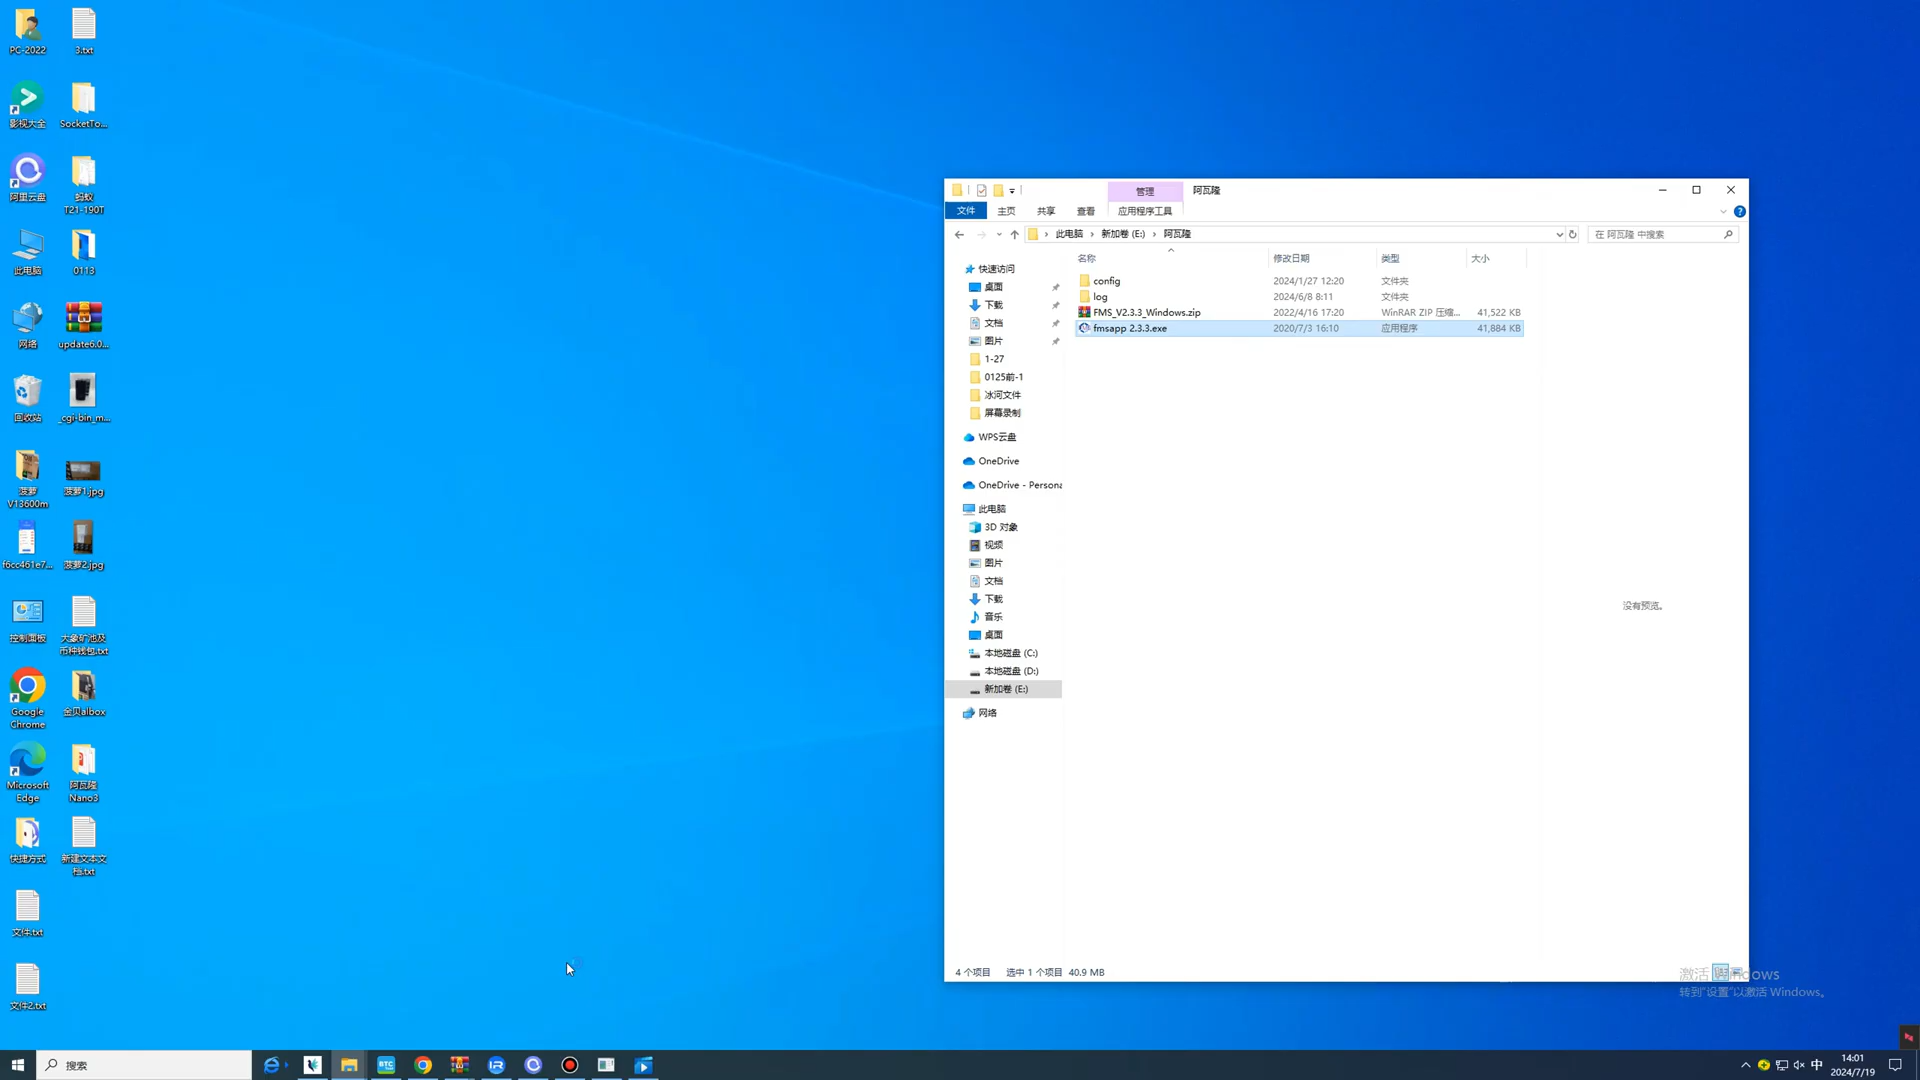 PC-2022
3.txt
影视大全
SocketTo...
阿里云盘
蚂蚁
T21-190T
此电脑
0113
网络
update6.0...
回收站
_cgi-bin_m...
菠萝
V13600m
菠萝1.jpg
f6cc461e7...
菠萝2.jpg
控制面板
大象矿池及
币种钱包.txt
Google
Chrome
金贝albox
Microsoft
Edge
阿瓦隆
Nano3
快捷方式
新建文本文
档.txt
文件.txt
文件2.txt
管理
阿瓦隆
文件
主页
共享
查看
应用程序工具
此电脑
新加卷 (E:)
阿瓦隆
在 阿瓦隆 中搜索
名称
修改日期
类型
大小
config
2024/1/27 12:20
文件夹
log
2024/6/8 8:11
文件夹
FMS_V2.3.3_Windows.zip
2022/4/16 17:20
WinRAR ZIP 压缩...
41,522 KB
fmsapp 2.3.3.exe
2020/7/3 16:10
应用程序
41,884 KB
快速访问
桌面
下载
文档
图片
1-27
0125前-1
冰河文件
屏幕录制
WPS云盘
OneDrive
OneDrive - Persona
此电脑
3D 对象
视频
图片
文档
下载
音乐
桌面
本地磁盘 (C:)
本地磁盘 (D:)
新加卷 (E:)
网络
没有预览。
4 个项目
选中 1 个项目
40.9 MB
激活 Windows
转到"设置"以激活 Windows。
搜索
BTC
iR
中
14:01
2024/7/19